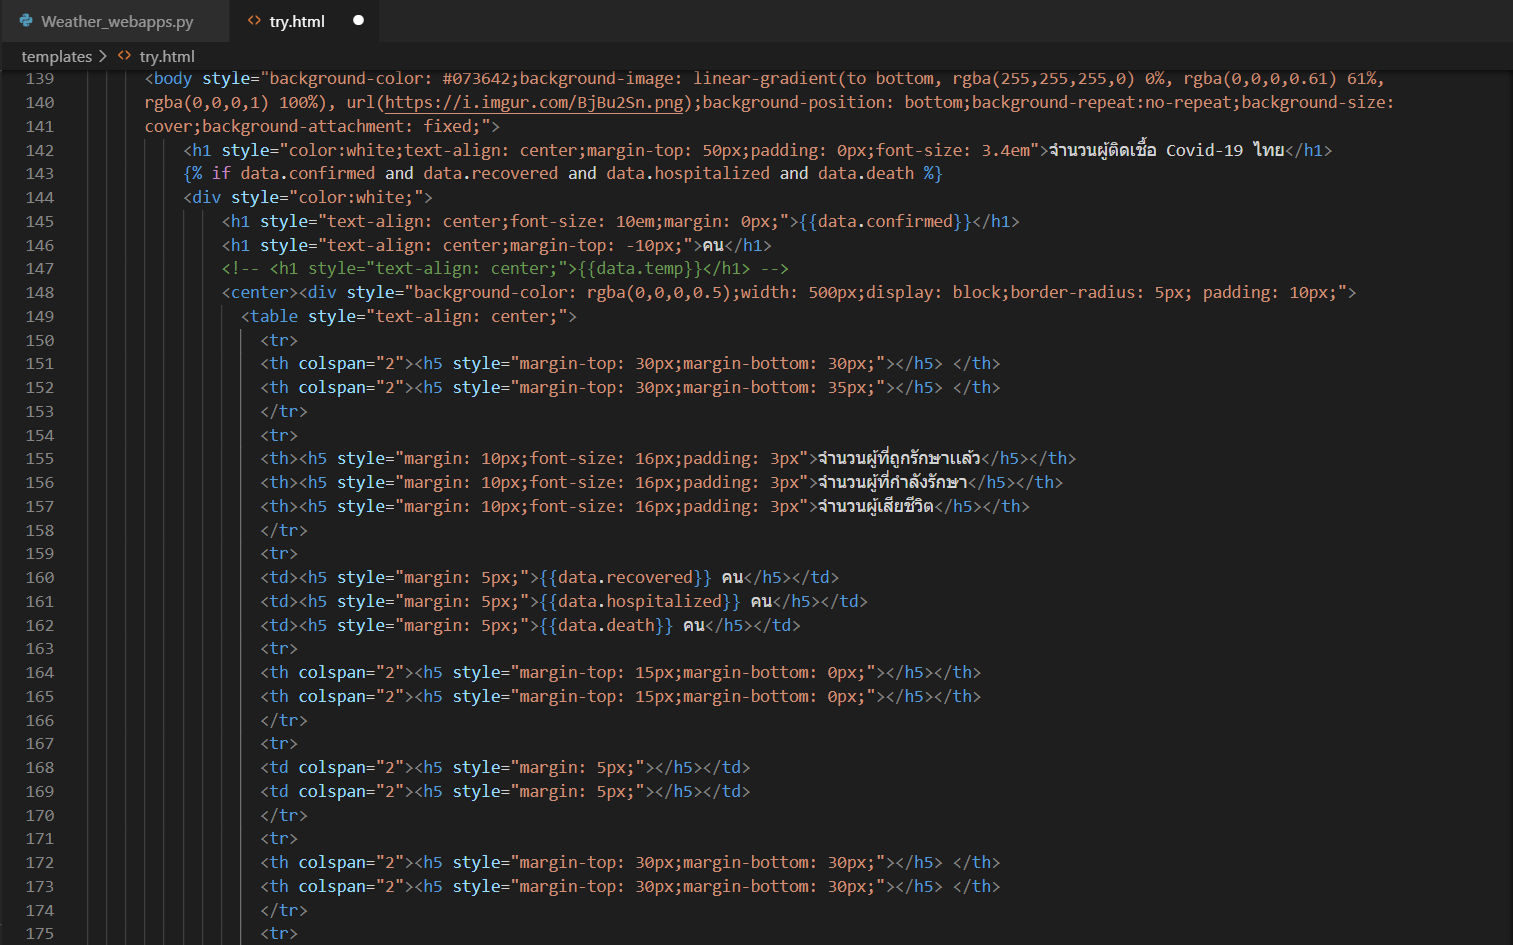 Weather_webapps.py
try.html
templates > try.html
139 <body style="background-color: #073642;background-image: linear-gradient(to bottom, rgba(255,255,255,0) 0%, rgba(0,0,0,0.61) 61%,
140 rgba(0,0,0,1) 100%), url(https://i.imgur.com/BjBu2Sn.png);background-position: bottom;background-repeat:no-repeat;background-size:
141 cover;background-attachment: fixed;">
142 <h1 style="color:white;text-align: center;margin-top: 50px;padding: 0px;font-size: 3.4em">จำนวนผู้ติดเชื้อ Covid-19 ไทย</h1>
143 {% if data.confirmed and data.recovered and data.hospitalized and data.death %}
144 <div style="color:white;">
145 <h1 style="text-align: center;font-size: 10em;margin: 0px;">{{data.confirmed}}</h1>
146 <h1 style="text-align: center;margin-top: -10px;">คน</h1>
147 <!-- <h1 style="text-align: center;">{{data.temp}}</h1> -->
148 <center><div style="background-color: rgba(0,0,0,0.5);width: 500px;display: block;border-radius: 5px; padding: 10px;">
149 <table style="text-align: center;">
150 <tr>
151 <th colspan="2"><h5 style="margin-top: 30px;margin-bottom: 30px;"></h5> </th>
152 <th colspan="2"><h5 style="margin-top: 30px;margin-bottom: 35px;"></h5> </th>
153 </tr>
154 <tr>
155 <th><h5 style="margin: 10px;font-size: 16px;padding: 3px">จำนวนผู้ที่ถูกรักษาแล้ว</h5></th>
156 <th><h5 style="margin: 10px;font-size: 16px;padding: 3px">จำนวนผู้ที่กำลังรักษา</h5></th>
157 <th><h5 style="margin: 10px;font-size: 16px;padding: 3px">จำนวนผู้เสียชีวิต</h5></th>
158 </tr>
159 <tr>
160 <td><h5 style="margin: 5px;">{{data.recovered}} คน</h5></td>
161 <td><h5 style="margin: 5px;">{{data.hospitalized}} คน</h5></td>
162 <td><h5 style="margin: 5px;">{{data.death}} คน</h5></td>
163 <tr>
164 <th colspan="2"><h5 style="margin-top: 15px;margin-bottom: 0px;"></h5></th>
165 <th colspan="2"><h5 style="margin-top: 15px;margin-bottom: 0px;"></h5></th>
166 </tr>
167 <tr>
168 <td colspan="2"><h5 style="margin: 5px;"></h5></td>
169 <td colspan="2"><h5 style="margin: 5px;"></h5></td>
170 </tr>
171 <tr>
172 <th colspan="2"><h5 style="margin-top: 30px;margin-bottom: 30px;"></h5> </th>
173 <th colspan="2"><h5 style="margin-top: 30px;margin-bottom: 30px;"></h5> </th>
174 </tr>
175 <tr>